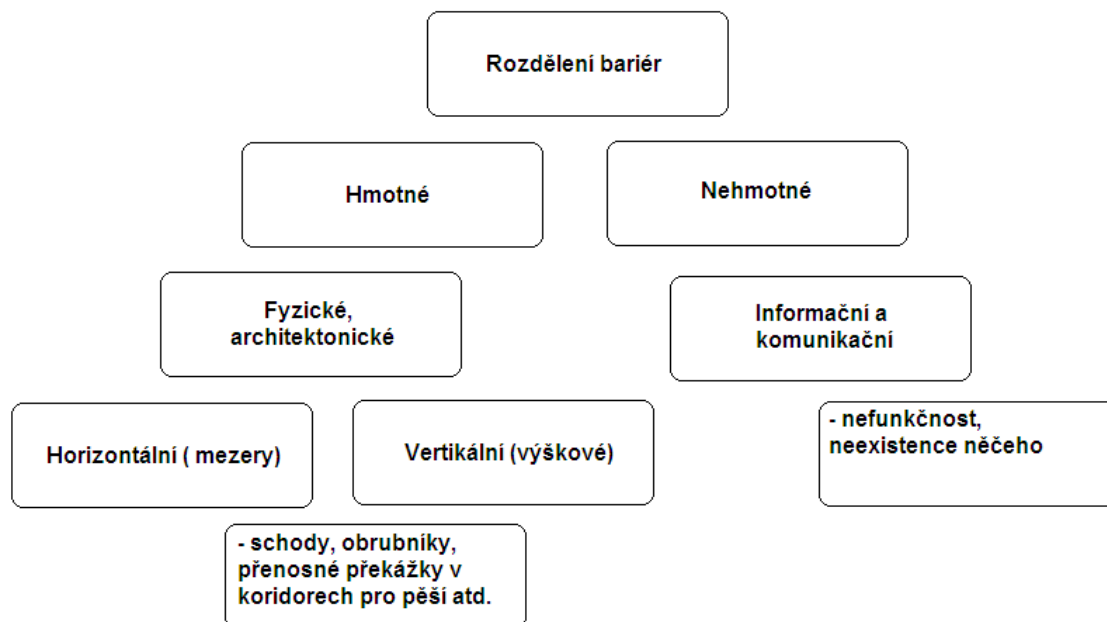 Rozdělení bariér
Hmotné
Nehmotné
Fyzické,
architektonické
Informační a
komunikační
Horizontální ( mezery)
Vertikální (výškové)
- nefunkčnost,
neexistence něčeho
- schody, obrubníky,
přenosné překážky v
koridorech pro pěší atd.